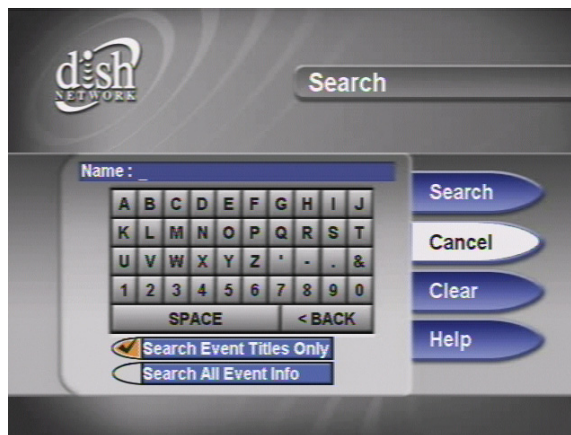 dish
NETWORK
Search
Name : _
A B C D E F G H I J
K L M N O P Q R S T
U V W X Y Z ' - . &
1 2 3 4 5 6 7 8 9 0
SPACE < BACK
Search Event Titles Only
Search All Event Info
Search
Cancel
Clear
Help